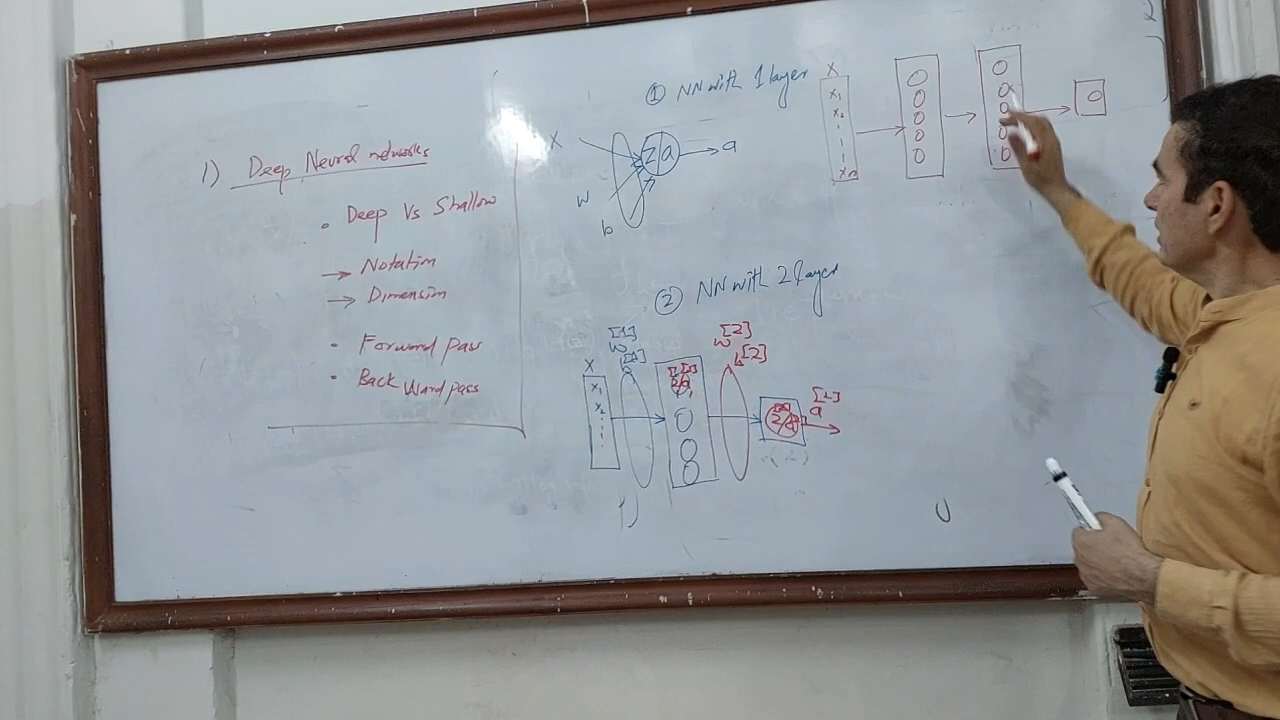 1) Deep Neural networks
• Deep Vs Shallow
→ Notation
→ Dimension
• Forward pass
• Back Ward pass
① NN with 1 layer
X
w
b
z a
a
② NN with 2 layer
X
x1
x2
w[1]
b[1]
w[2]
b[2]
a[2]
1)
X
x1
x2
xn